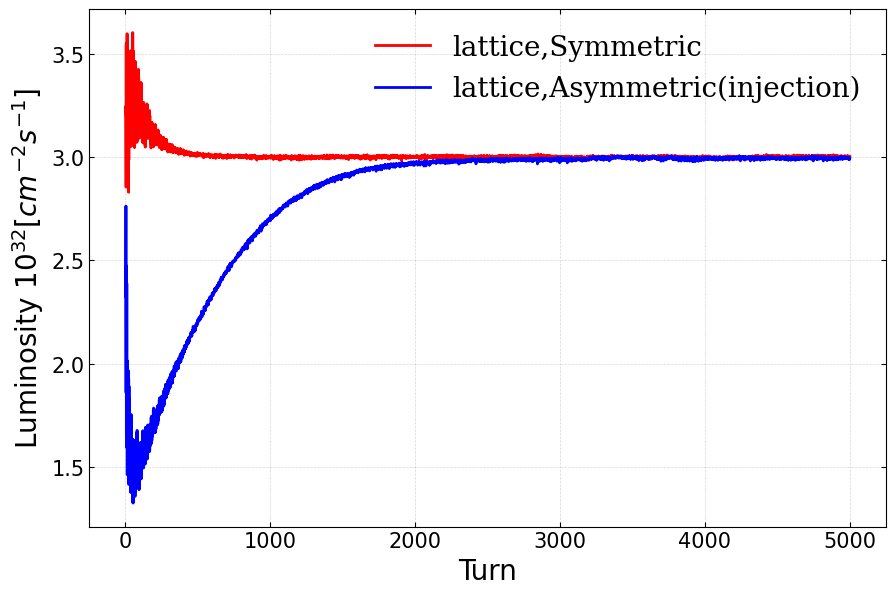 lattice,Symmetric
lattice,Asymmetric(injection)
3.5
3.0
2.5
2.0
1.5
Luminosity 10^{32}[cm^{-2}s^{-1}]
0 1000 2000 3000 4000 5000
Turn